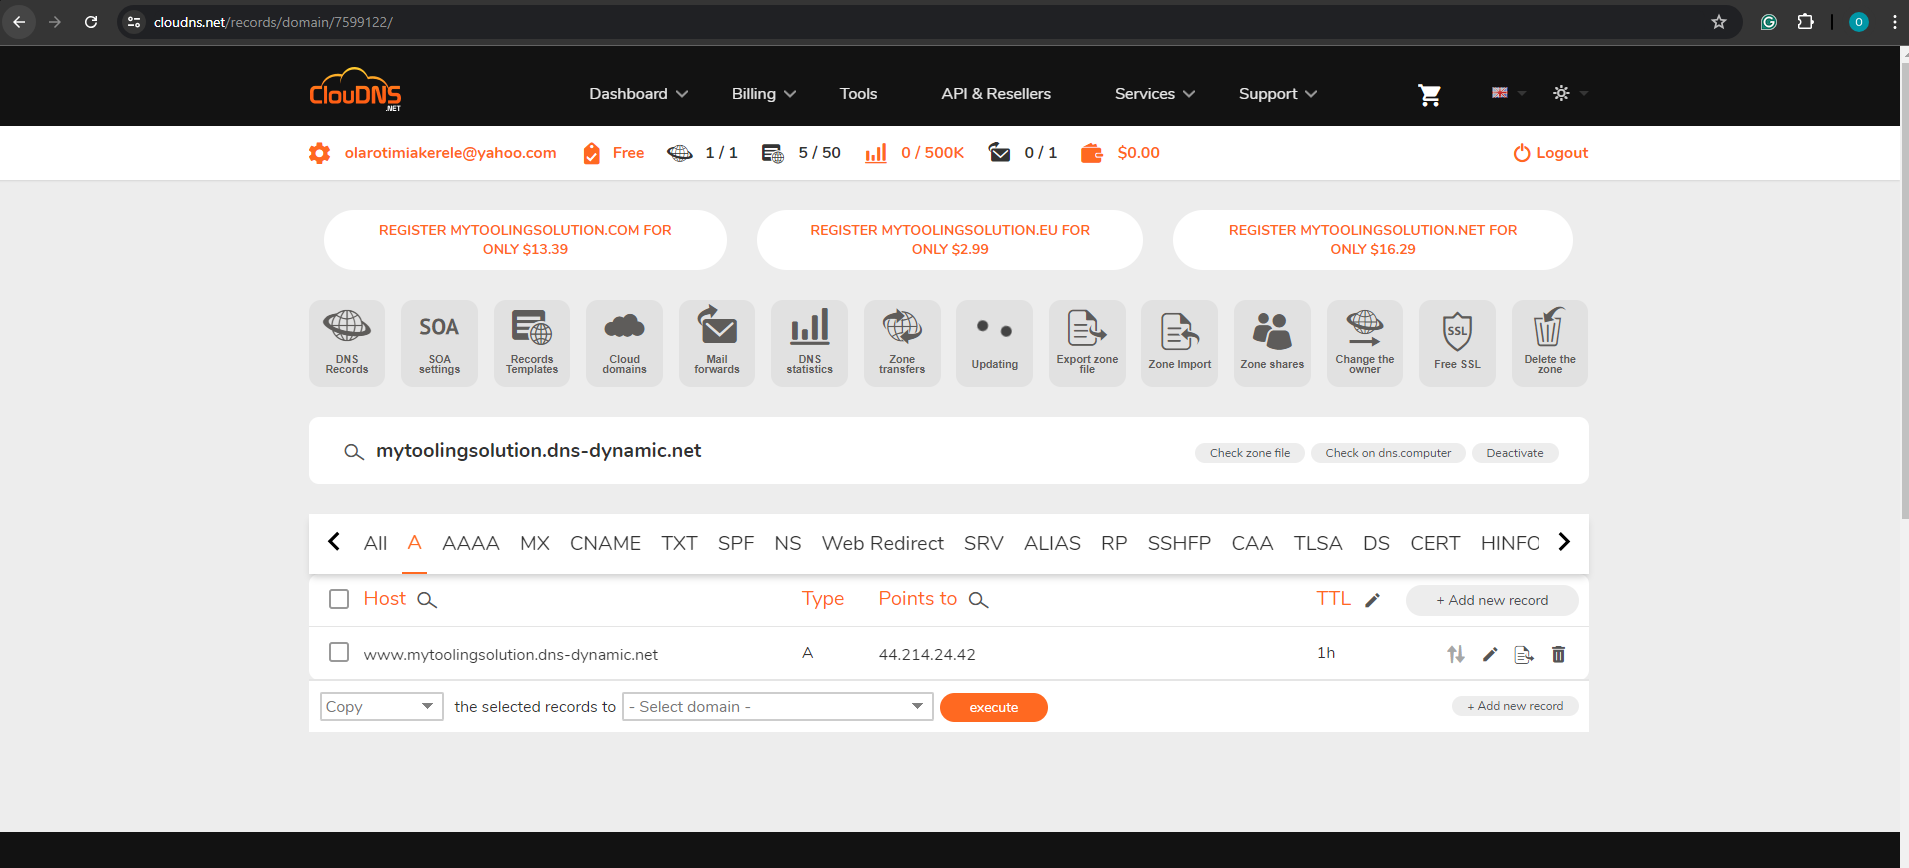 cloudns.net/records/domain/7599122/
O
ClouDNS
.NET
Dashboard
Billing
Tools
API & Resellers
Services
Support
olarotimiakerele@yahoo.com
Free
1 / 1
5 / 50
0 / 500K
0 / 1
$0.00
Logout
REGISTER MYTOOLINGSOLUTION.COM FOR
ONLY $13.39
REGISTER MYTOOLINGSOLUTION.EU FOR
ONLY $2.99
REGISTER MYTOOLINGSOLUTION.NET FOR
ONLY $16.29
DNS
Records
SOA
SOA
settings
Records
Templates
Cloud
domains
Mail
forwards
DNS
statistics
Zone
transfers
Updating
Export zone
file
Zone Import
Zone shares
Change the
owner
SSL
Free SSL
Delete the
zone
mytoolingsolution.dns-dynamic.net
Check zone file
Check on dns.computer
Deactivate
All A AAAA MX CNAME TXT SPF NS Web Redirect SRV ALIAS RP SSHFP CAA TLSA DS CERT HINFO
Host Type Points to TTL + Add new record
www.mytoolingsolution.dns-dynamic.net A 44.214.24.42 1h
Copy the selected records to - Select domain - execute + Add new record